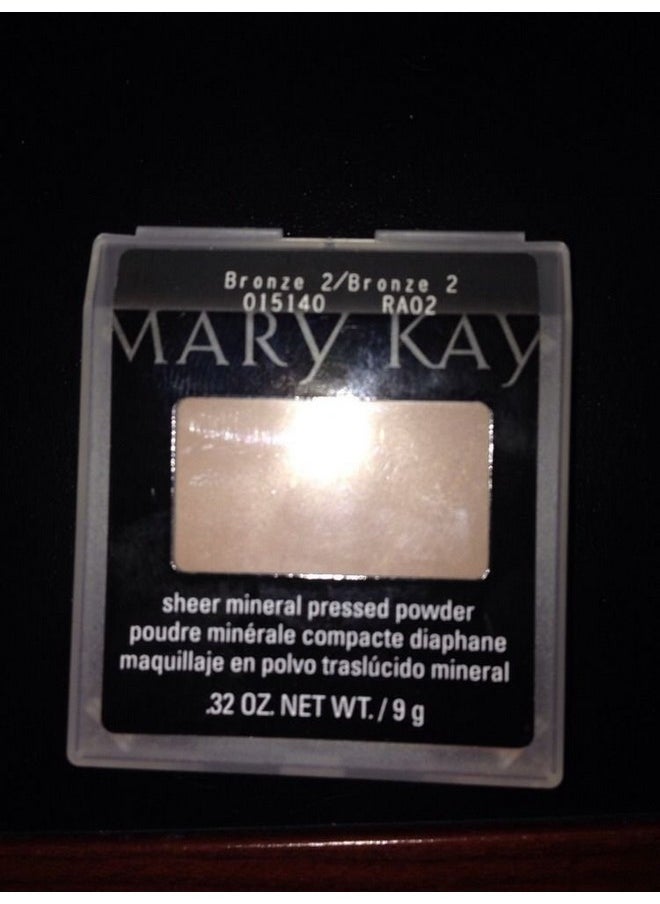 Bronze 2/Bronze 2
015140 RA02
MARY KAY
sheer mineral pressed powder
poudre minérale compacte diaphane
maquillaje en polvo traslúcido mineral
.32 OZ. NET WT. / 9 g